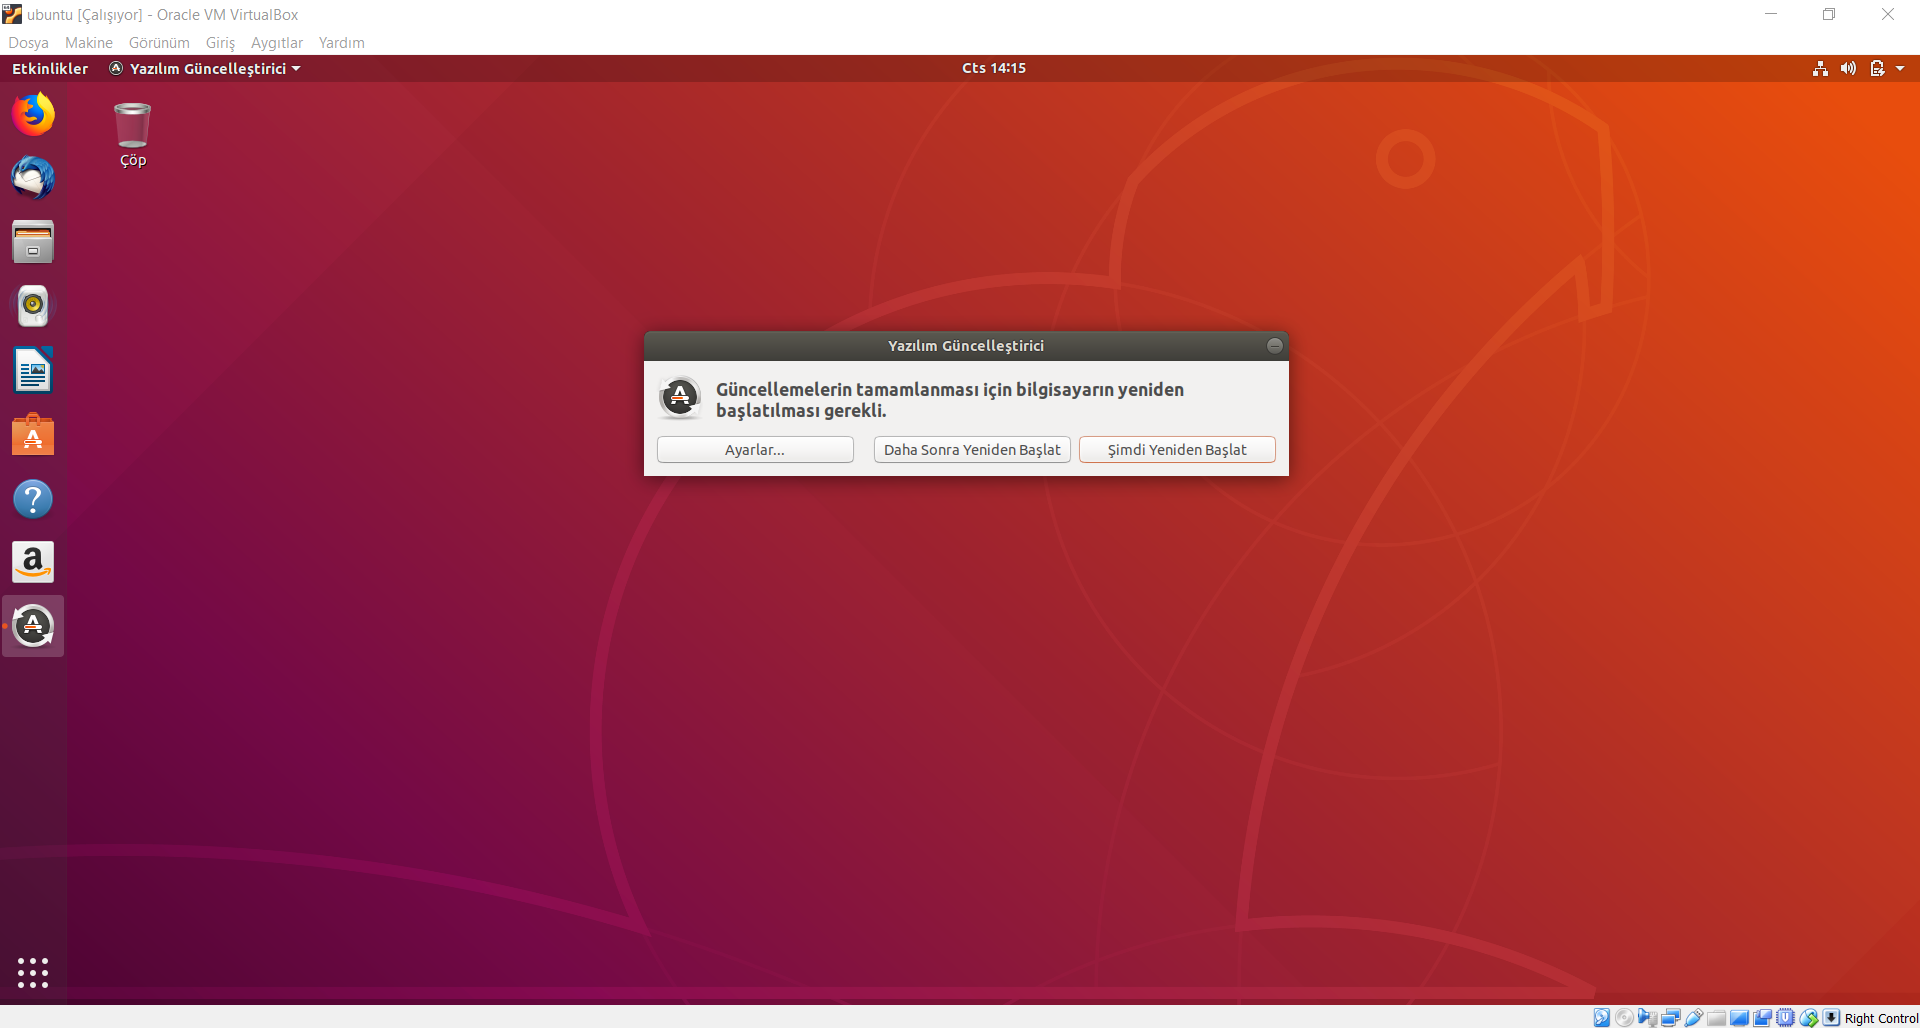 ubuntu [Çalışıyor] - Oracle VM VirtualBox
Dosya Makine Görünüm Giriş Aygıtlar Yardım
Etkinlikler Yazılım Güncelleştirici Cts 14:15
Çöp
Yazılım Güncelleştirici
Güncellemelerin tamamlanması için bilgisayarın yeniden
başlatılması gerekli.
Ayarlar... Daha Sonra Yeniden Başlat Şimdi Yeniden Başlat
Right Control